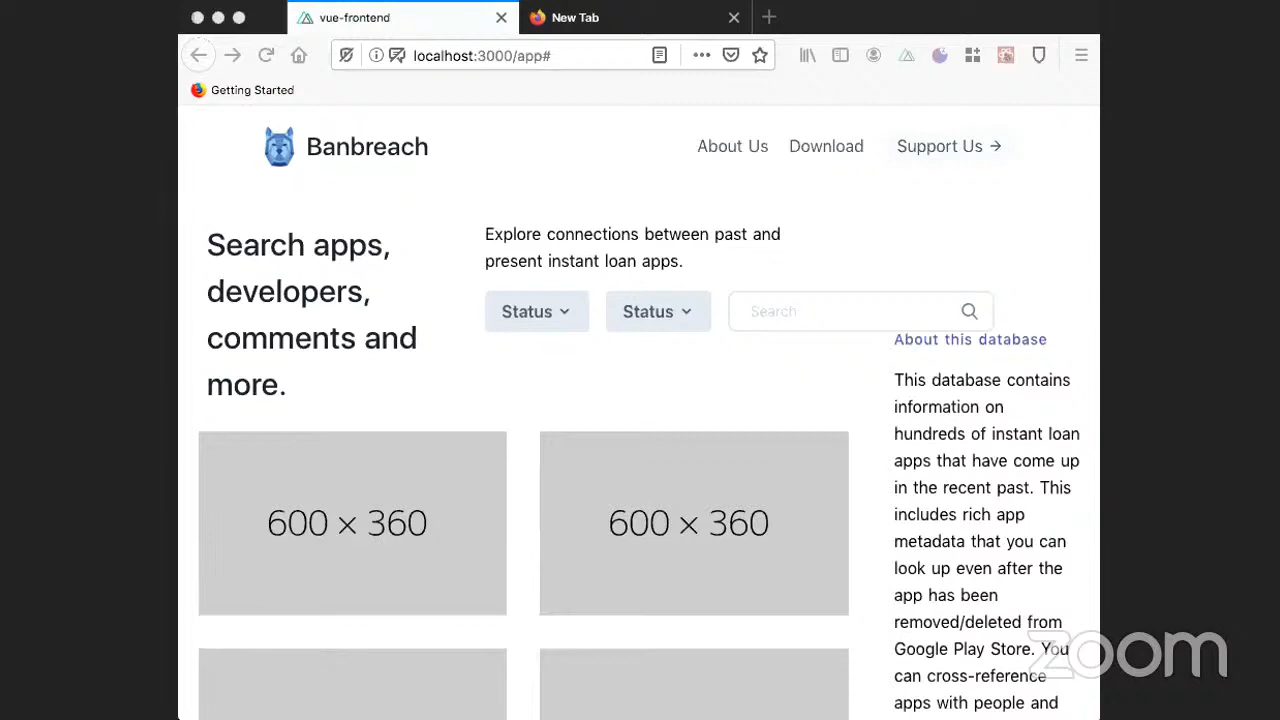 vue-frontend
New Tab
localhost:3000/app#
Getting Started
Banbreach
About Us
Download
Support Us →
Search apps,
developers,
comments and
more.
Explore connections between past and
present instant loan apps.
Status
Status
Search
About this database
This database contains
information on
hundreds of instant loan
apps that have come up
in the recent past. This
includes rich app
metadata that you can
look up even after the
app has been
removed/deleted from
Google Play Store. You
can cross-reference
apps with people and
600 × 360
600 × 360
zoom